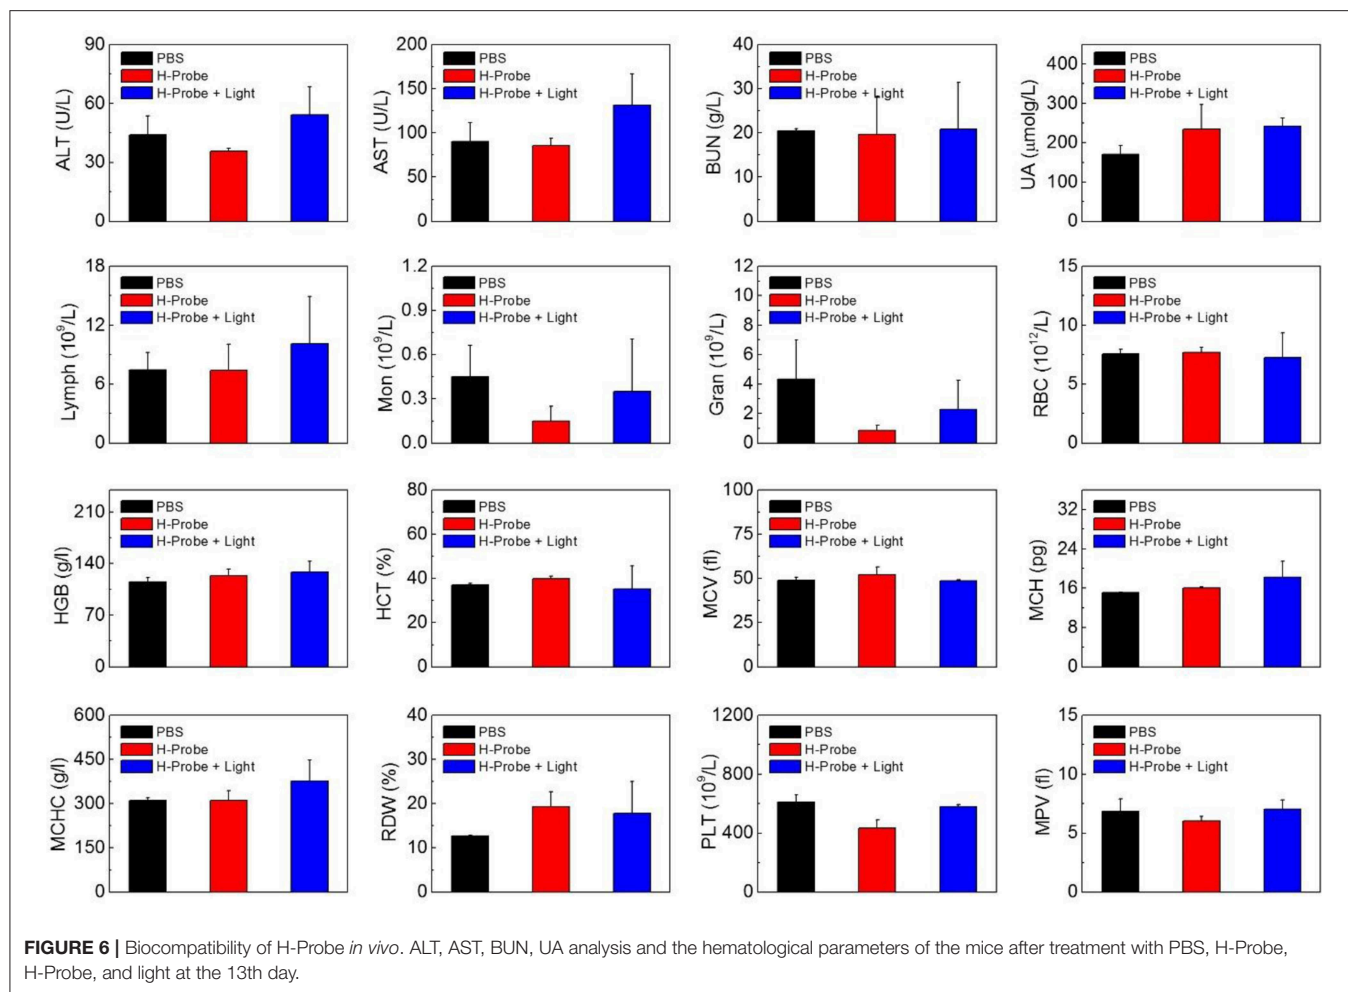 90
60
30
0
ALT (U/L)
PBS
H-Probe
H-Probe + Light
200
150
100
50
0
AST (U/L)
PBS
H-Probe
H-Probe + Light
40
30
20
10
0
BUN (g/L)
PBS
H-Probe
H-Probe + Light
400
300
200
100
0
UA (μmolg/L)
PBS
H-Probe
H-Probe + Light
18
12
6
0
Lymph (10⁹/L)
PBS
H-Probe
H-Probe + Light
1.2
0.9
0.6
0.3
0.0
Mon (10⁹/L)
PBS
H-Probe
H-Probe + Light
12
10
8
6
4
2
0
Gran (10⁹/L)
PBS
H-Probe
H-Probe + Light
15
10
5
0
RBC (10¹²/L)
PBS
H-Probe
H-Probe + Light
210
140
70
0
HGB (g/l)
PBS
H-Probe
H-Probe + Light
80
60
40
20
0
HCT (%)
PBS
H-Probe
H-Probe + Light
100
75
50
25
0
MCV (fl)
PBS
H-Probe
H-Probe + Light
32
24
16
8
0
MCH (pg)
PBS
H-Probe
H-Probe + Light
600
450
300
150
0
MCHC (g/l)
PBS
H-Probe
H-Probe + Light
40
30
20
10
0
RDW (%)
PBS
H-Probe
H-Probe + Light
1200
800
400
0
PLT (10⁹/L)
PBS
H-Probe
H-Probe + Light
15
10
5
0
MPV (fl)
PBS
H-Probe
H-Probe + Light
FIGURE 6 | Biocompatibility of H-Probe in vivo. ALT, AST, BUN, UA analysis and the hematological parameters of the mice after treatment with PBS, H-Probe,
H-Probe, and light at the 13th day.